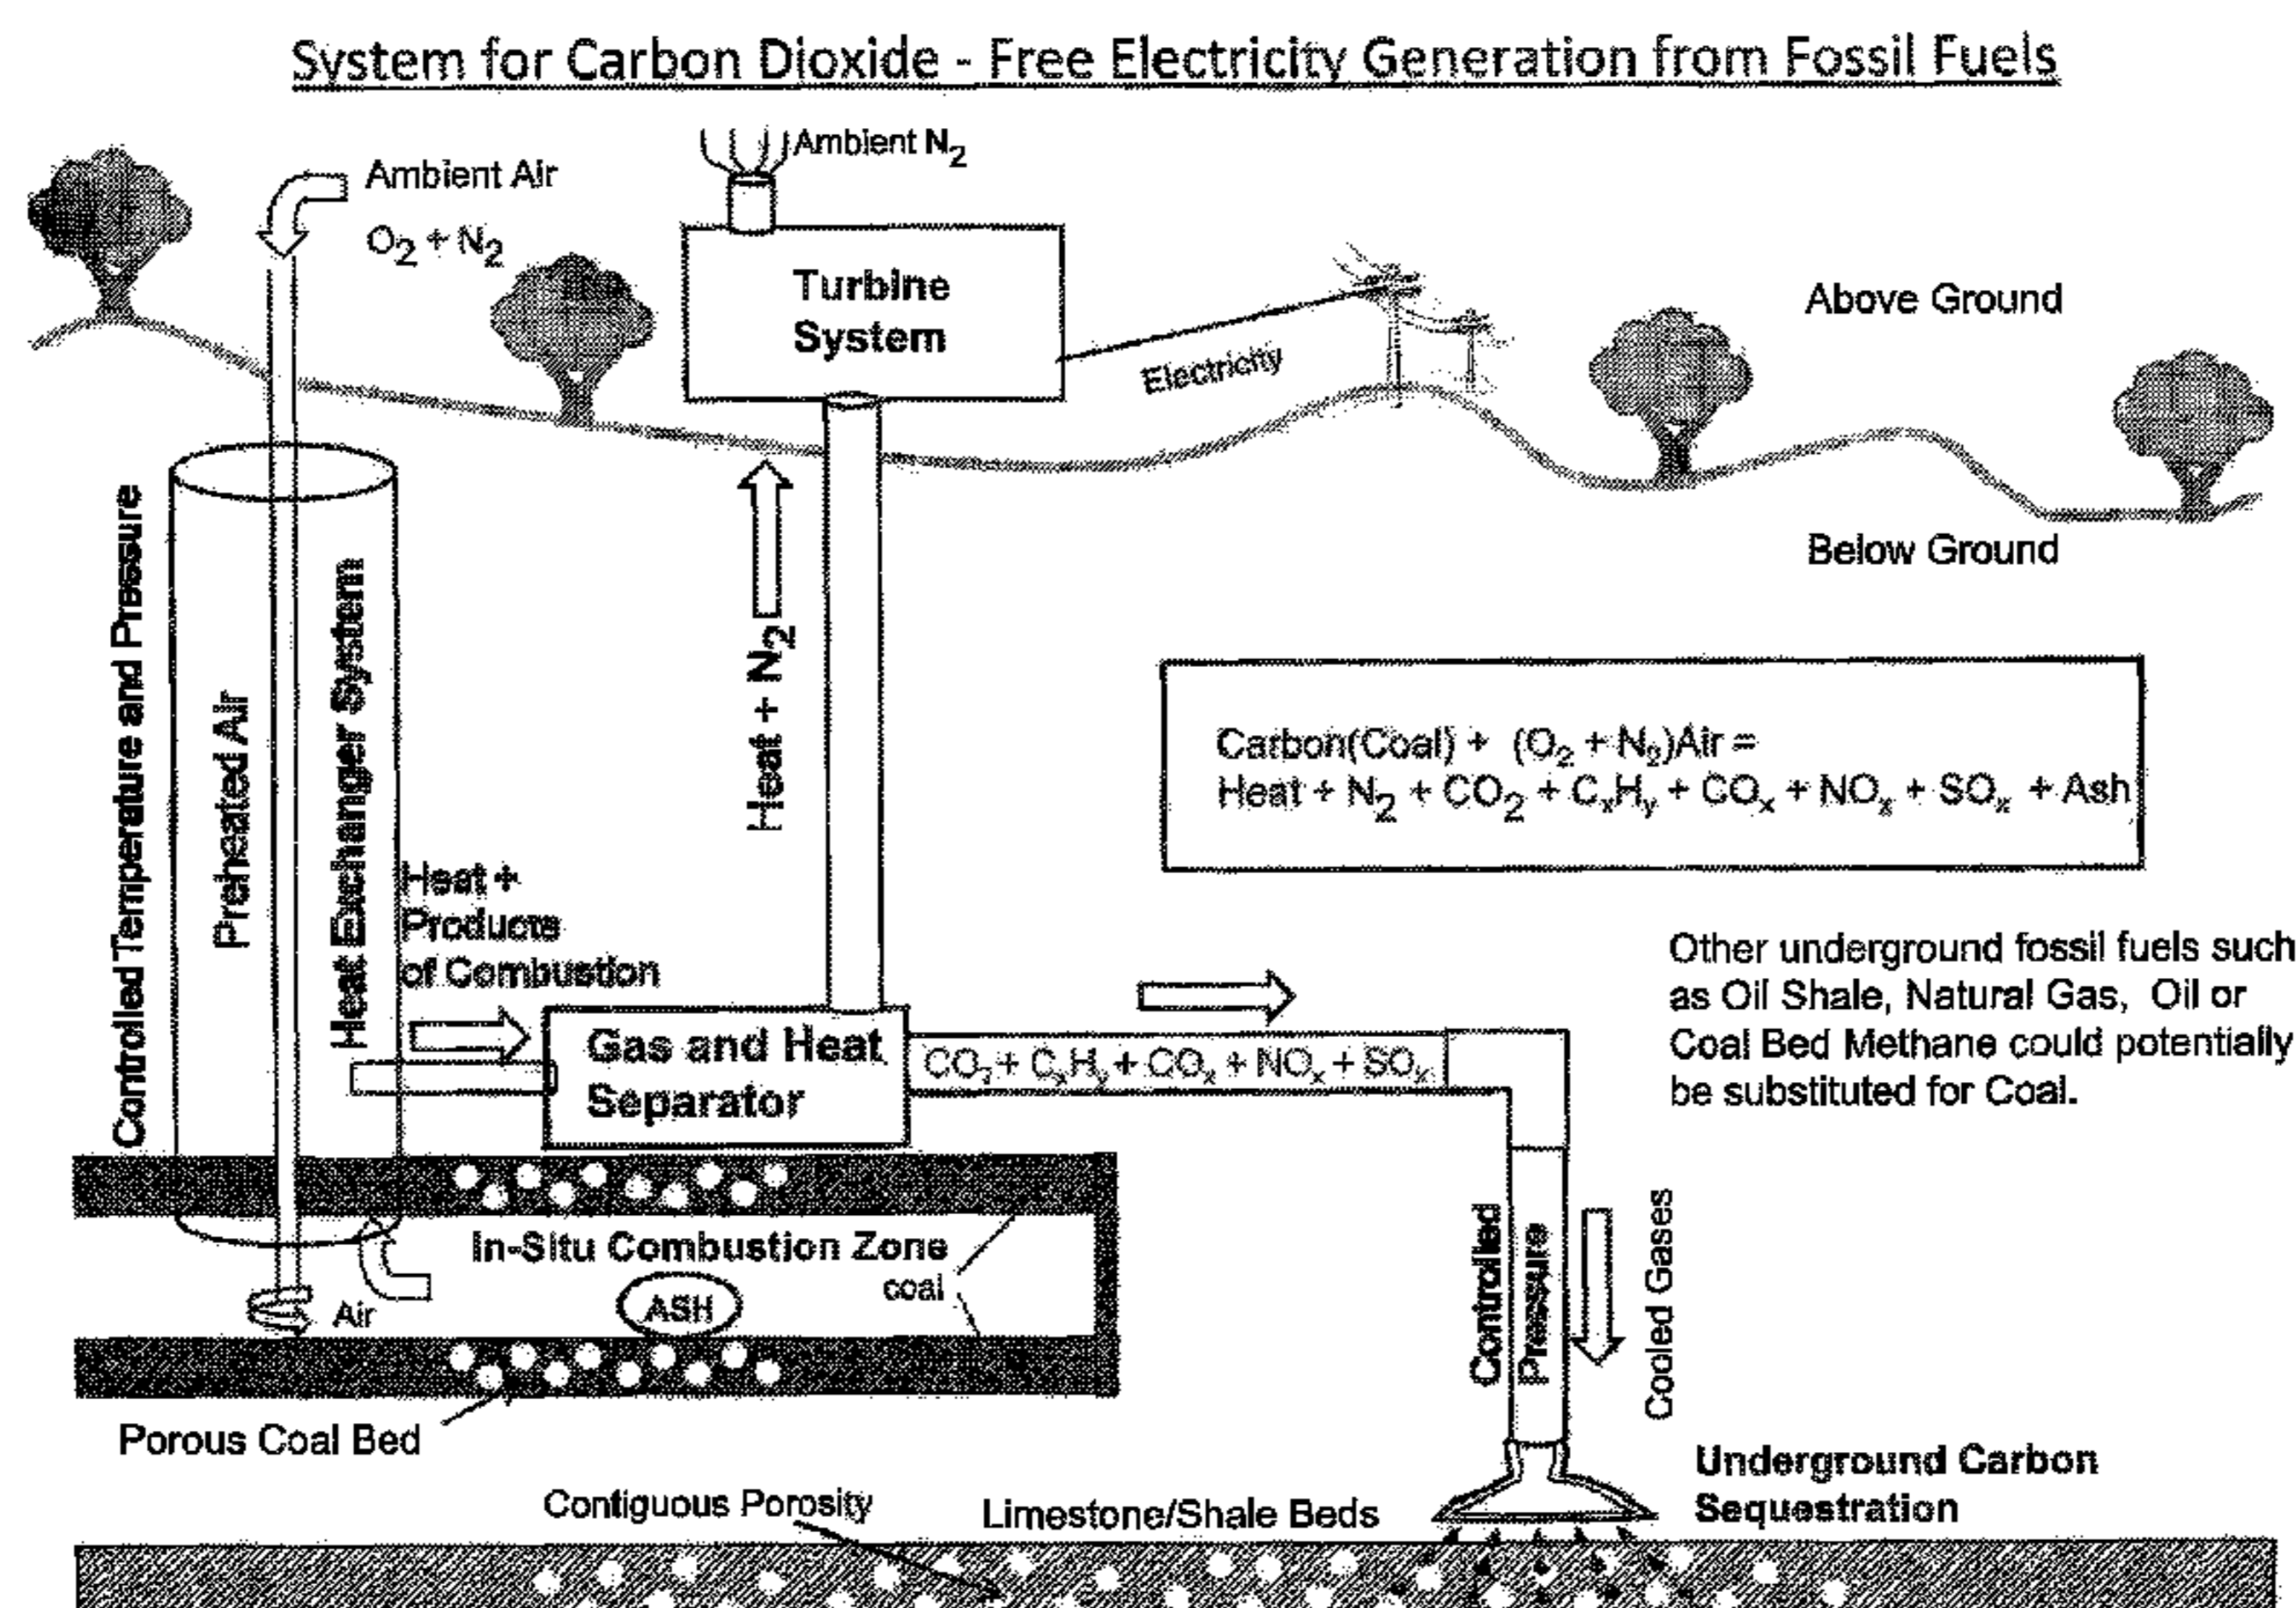 System for Carbon Dioxide - Free Electricity Generation from Fossil Fuels
Ambient N2
Ambient Air
O2 + N2
Turbine
System
Electricity
Above Ground
Below Ground
Controlled Temperature and Pressure
Preheated Air
Heat Exchanger System
Heat + N2
Carbon(Coal) + (O2 + N2)Air =
Heat + N2 + CO2 + CxHy + COx + NOx + SOx + Ash
Heat +
Products
of Combustion
Other underground fossil fuels such
as Oil Shale, Natural Gas, Oil or
Coal Bed Methane could potentially
be substituted for Coal.
Gas and Heat
Separator
CO2 + CxHy + COx + NOx + SOx
In-Situ Combustion Zone
coal
ASH
Air
Controlled
Pressure
Cooled Gases
Porous Coal Bed
Underground Carbon
Sequestration
Contiguous Porosity
Limestone/Shale Beds